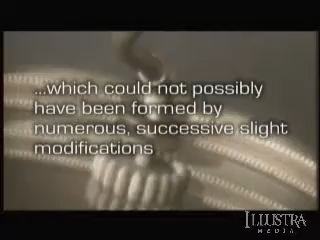 ...which could not possibly
have been formed by
numerous, successive slight
modifications
ILLUSTRA
MEDIA